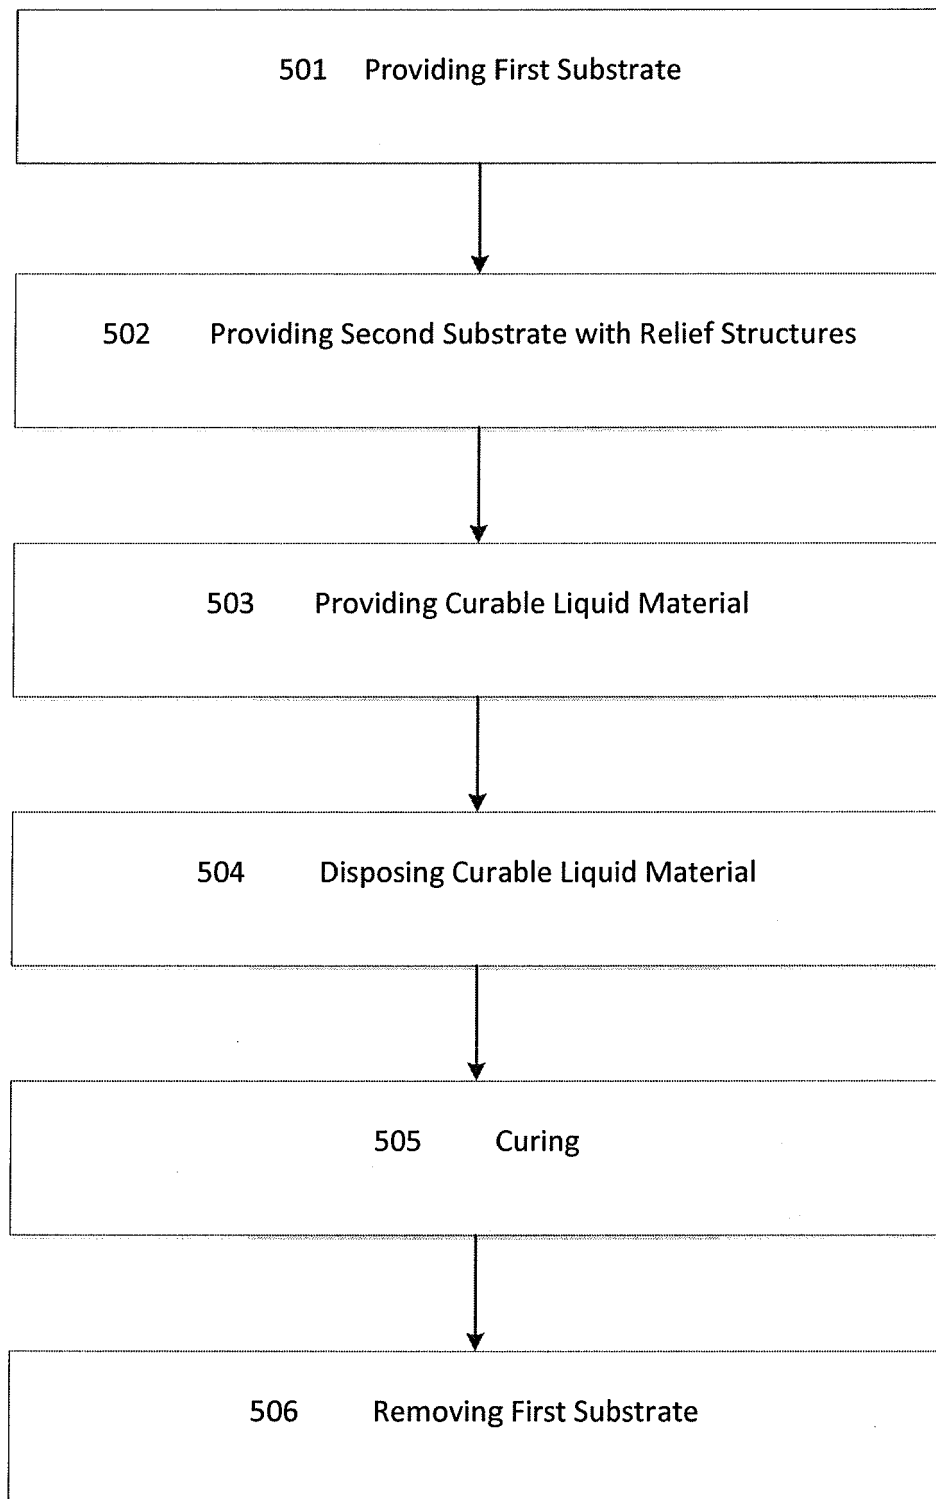 501 Providing First Substrate
502 Providing Second Substrate with Relief Structures
503 Providing Curable Liquid Material
504 Disposing Curable Liquid Material
505 Curing
506 Removing First Substrate